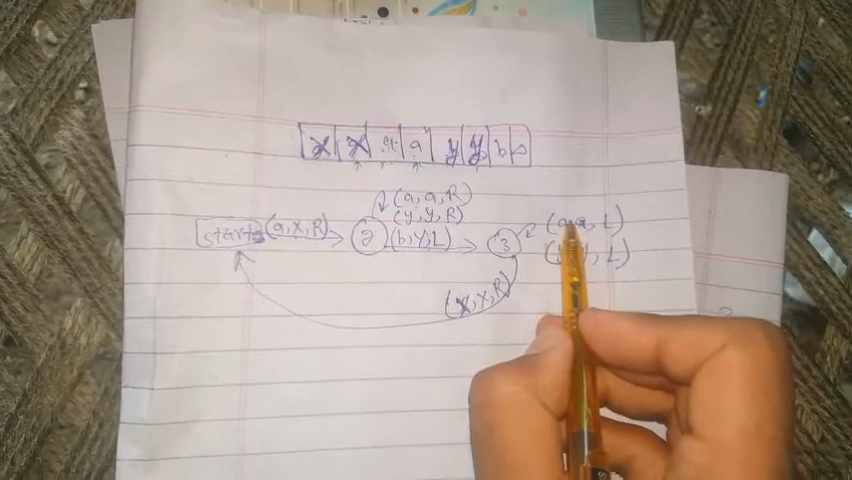 x x a a y y b b
(a, a, R)
(y, y, R)
start (a, x, R) 2 (b, y, L) 3 (a, a, L)
(y, y, L)
(x, x, R)